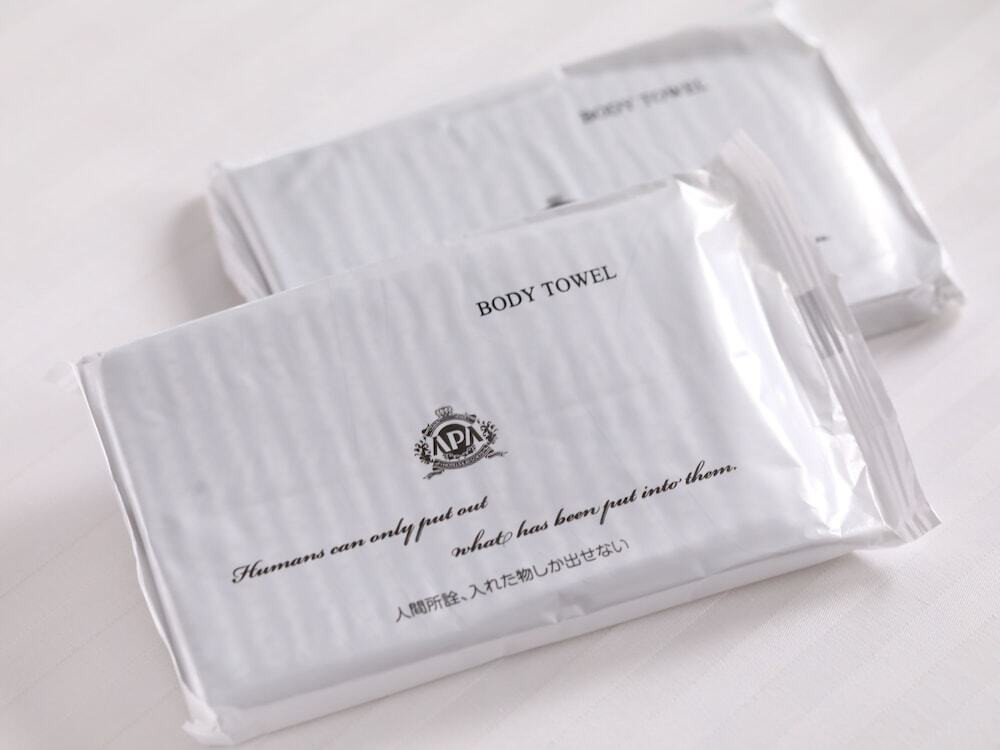 BODY TOWEL
BODY TOWEL
APA
Humans can only put out
what has been put into them.
人間所詮、入れた物しか出せない